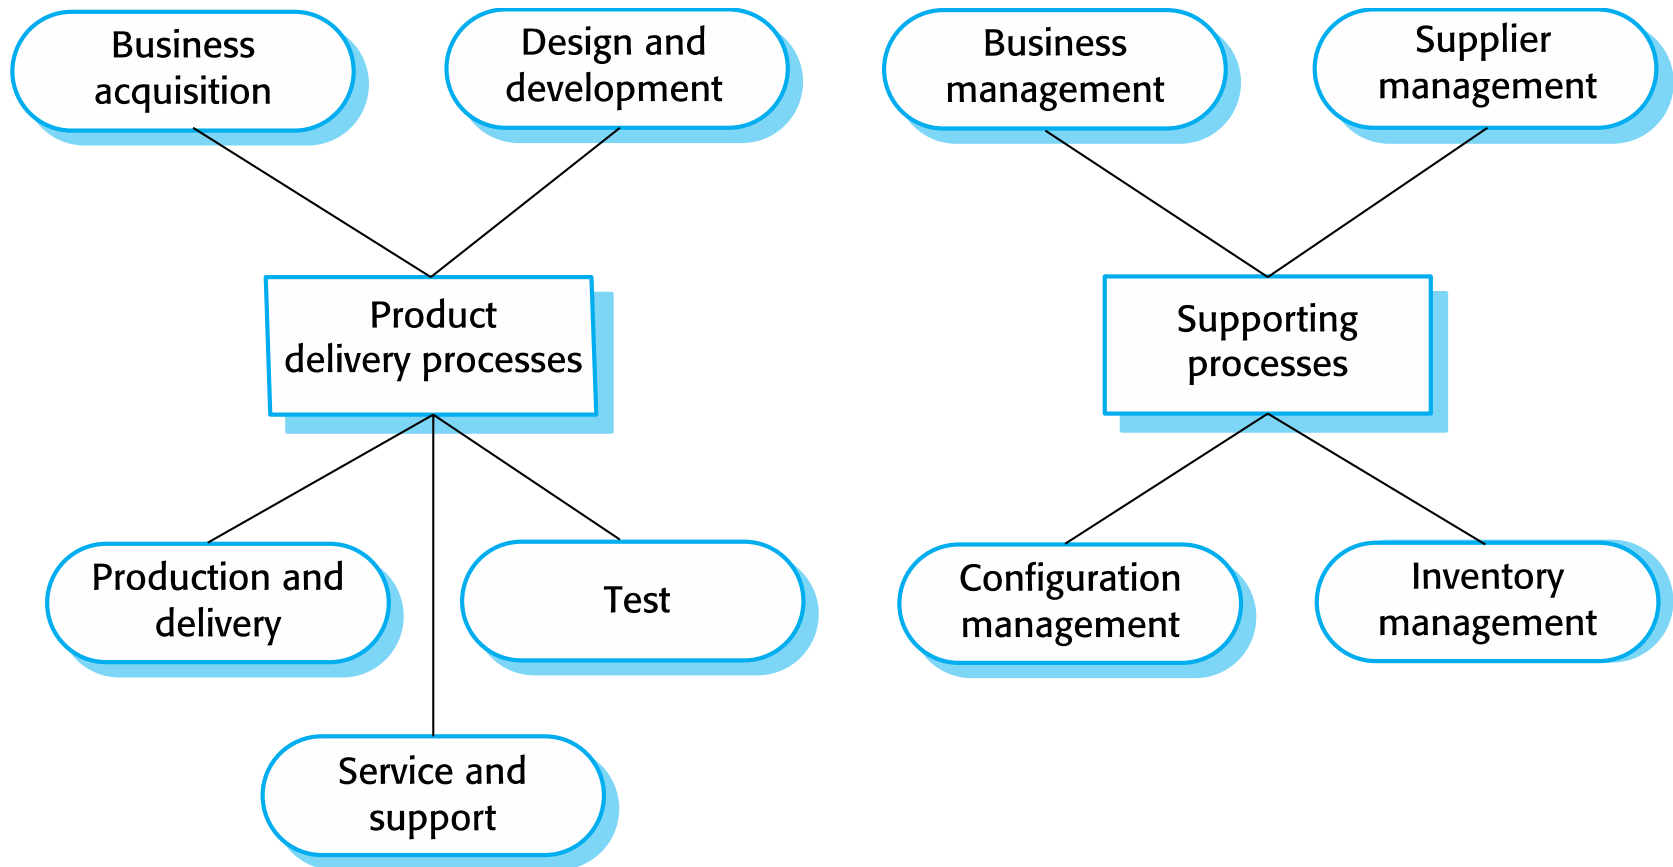 Business
acquisition
Design and
development
Business
management
Supplier
management
Product
delivery processes
Supporting
processes
Production and
delivery
Test
Configuration
management
Inventory
management
Service and
support